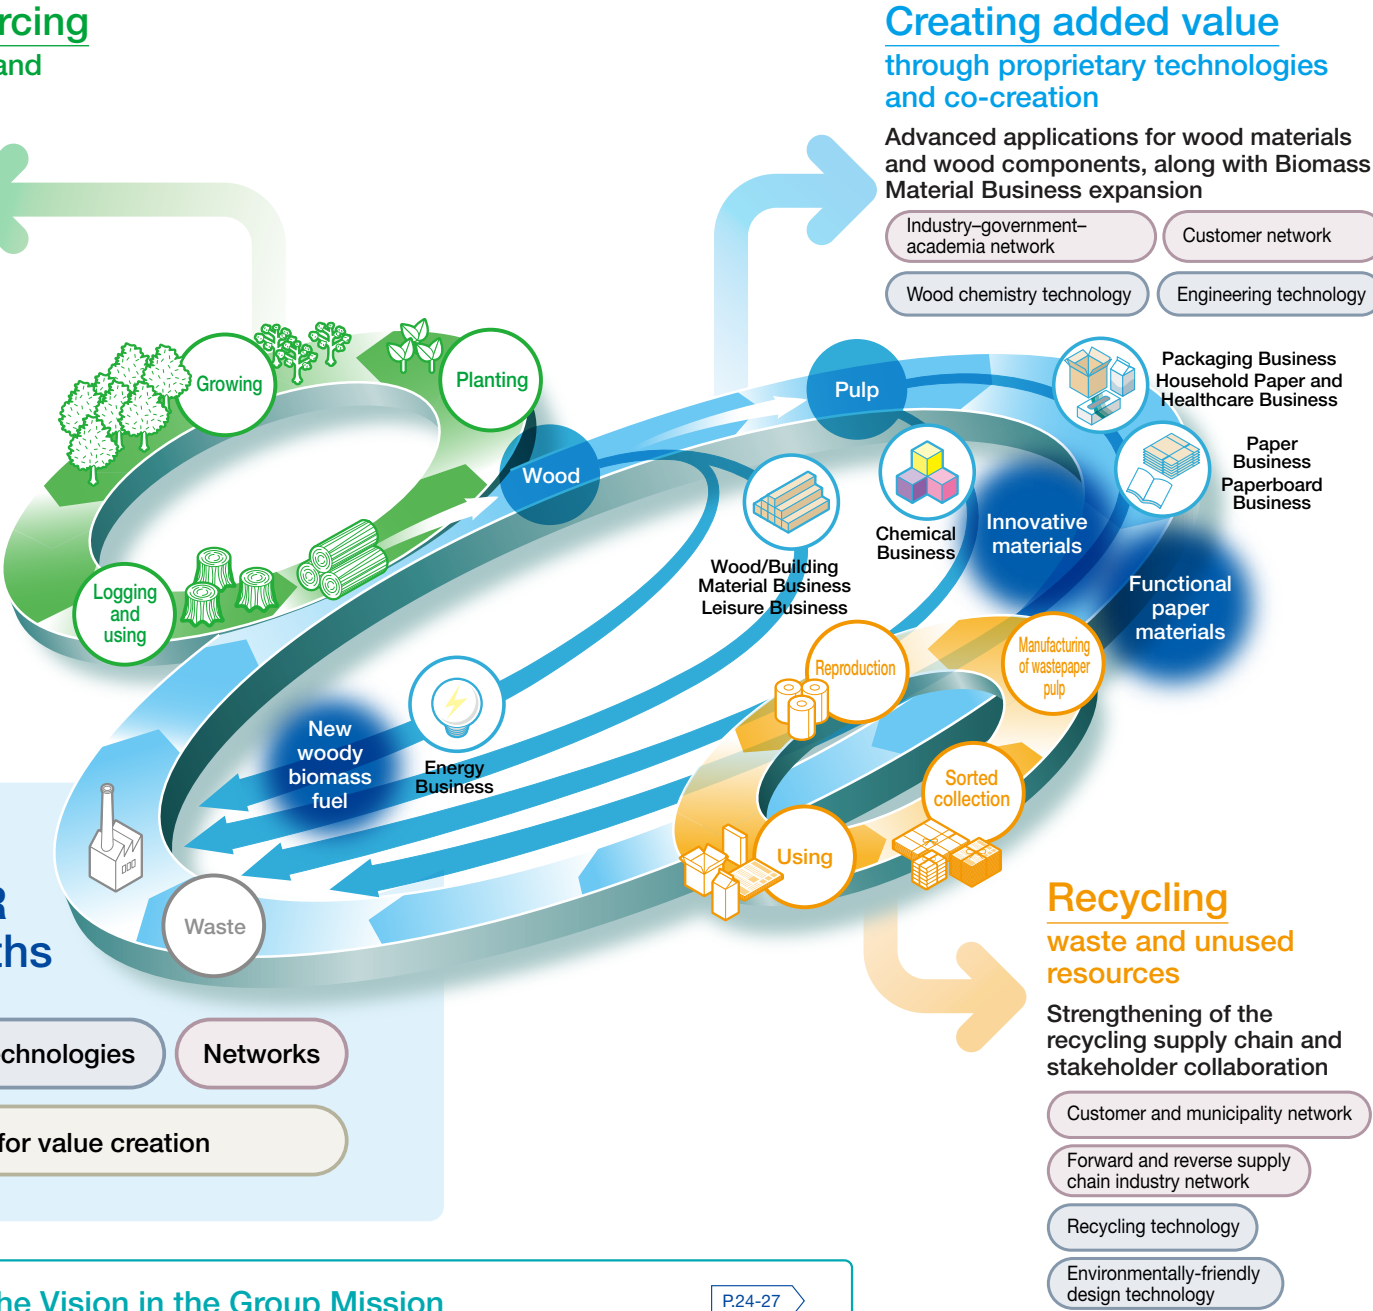 rcing
and
Creating added value
through proprietary technologies
and co-creation
Advanced applications for wood materials
and wood components, along with Biomass
Material Business expansion
Industry–government–
academia network
Customer network
Wood chemistry technology
Engineering technology
Growing
Planting
Logging
and
using
Wood
Pulp
Packaging Business
Household Paper and
Healthcare Business
Paper
Business
Paperboard
Business
Chemical
Business
Innovative
materials
Functional
paper
materials
Wood/Building
Material Business
Leisure Business
Energy
Business
New
woody
biomass
fuel
Reproduction
Manufacturing
of wastepaper
pulp
Sorted
collection
Using
Waste
R
ths
echnologies
Networks
for value creation
Recycling
waste and unused
resources
Strengthening of the
recycling supply chain and
stakeholder collaboration
Customer and municipality network
Forward and reverse supply
chain industry network
Recycling technology
Environmentally-friendly
design technology
he Vision in the Group Mission
P.24-27